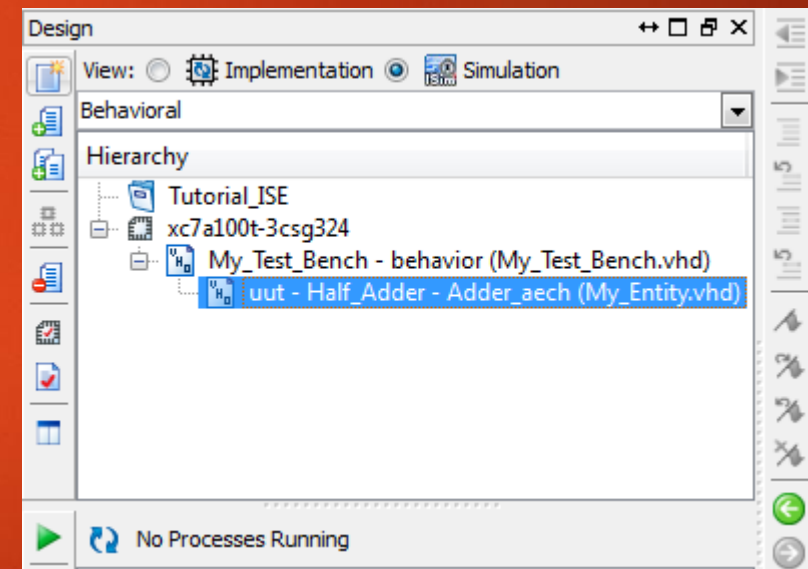 Design
View: Implementation Simulation
Behavioral
Hierarchy
Tutorial_ISE
xc7a100t-3csg324
My_Test_Bench - behavior (My_Test_Bench.vhd)
uut - Half_Adder - Adder_aech (My_Entity.vhd)
No Processes Running